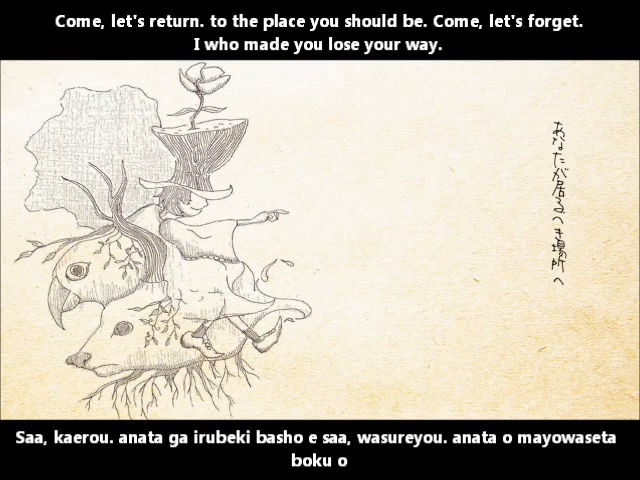 Come, let's return. to the place you should be. Come, let's forget.
I who made you lose your way.
あなたが居るべき場所へ
Saa, kaerou. anata ga irubeki basho e saa, wasureyou. anata o mayowaseta
boku o